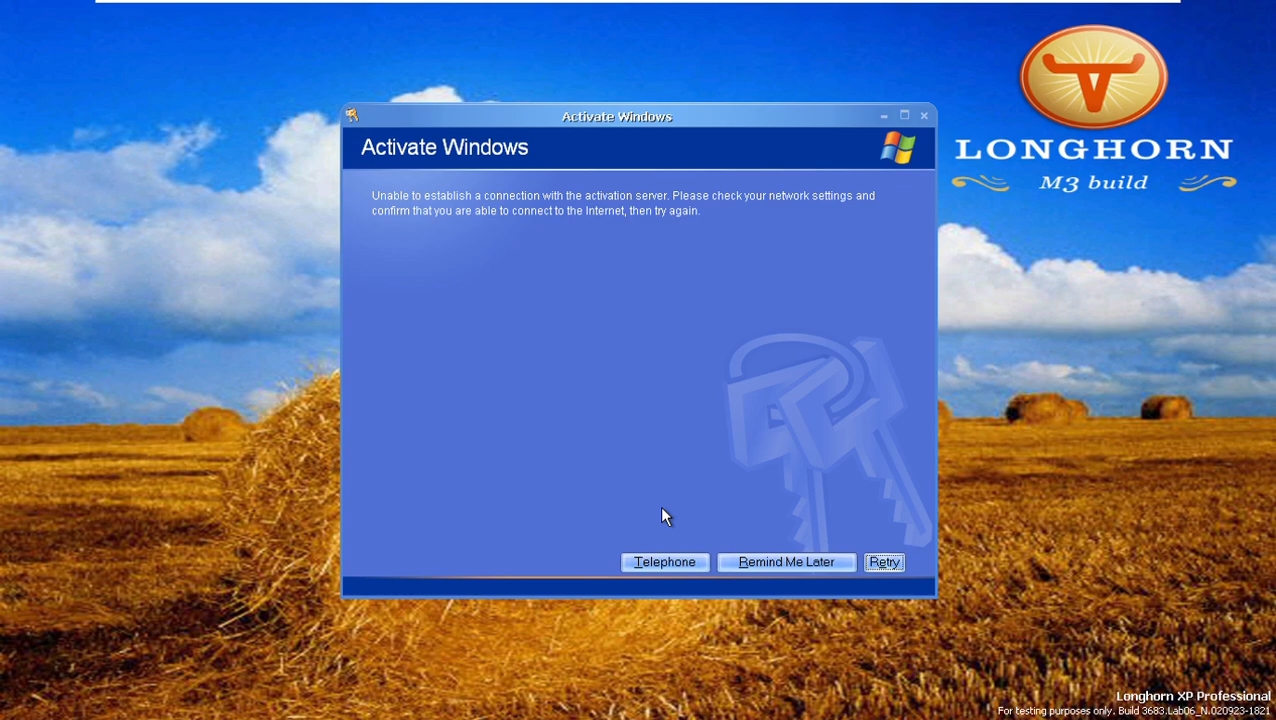 Activate Windows
Activate Windows
Unable to establish a connection with the activation server. Please check your network settings and
confirm that you are able to connect to the Internet, then try again.
Telephone
Remind Me Later
Retry
LONGHORN
M3 build
Longhorn XP Professional
For testing purposes only. Build 3683.Lab06_N.020923-1821